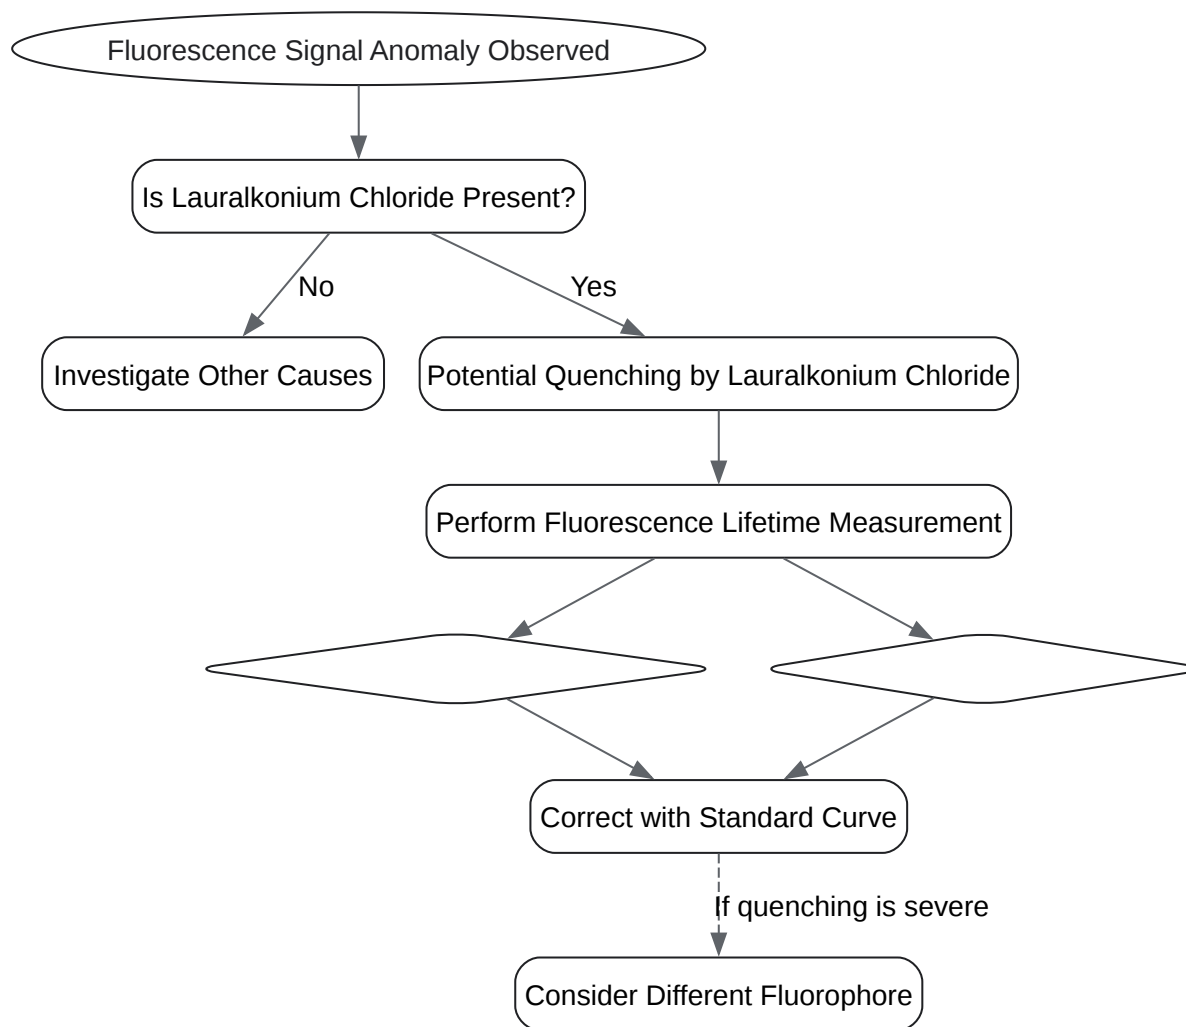 Fluorescence Signal Anomaly Observed
Is Lauralkonium Chloride Present?
No
Yes
Investigate Other Causes
Potential Quenching by Lauralkonium Chloride
Perform Fluorescence Lifetime Measurement
Correct with Standard Curve
If quenching is severe
Consider Different Fluorophore